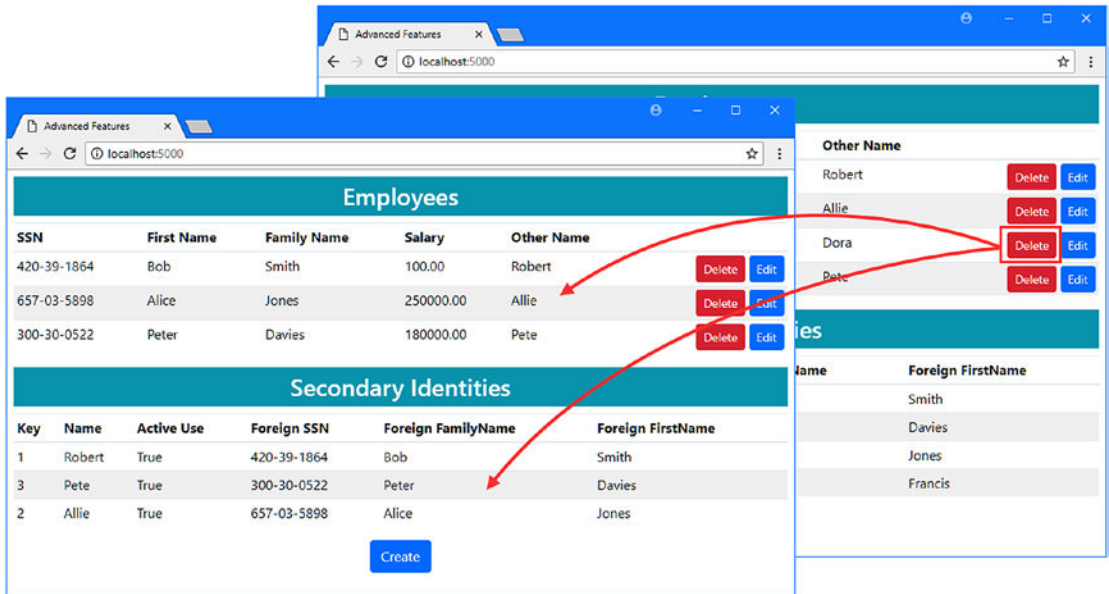 Advanced Features
localhost:5000
Other Name
Robert Delete Edit
Allie Delete Edit
Dora Delete Edit
Pete Delete Edit
ies
Name Foreign FirstName
Smith
Davies
Jones
Francis
Advanced Features
localhost:5000
Employees
SSN First Name Family Name Salary Other Name
420-39-1864 Bob Smith 100.00 Robert Delete Edit
657-03-5898 Alice Jones 250000.00 Allie Delete Edit
300-30-0522 Peter Davies 180000.00 Pete Delete Edit
Secondary Identities
Key Name Active Use Foreign SSN Foreign FamilyName Foreign FirstName
1 Robert True 420-39-1864 Bob Smith
3 Pete True 300-30-0522 Peter Davies
2 Allie True 657-03-5898 Alice Jones
Create